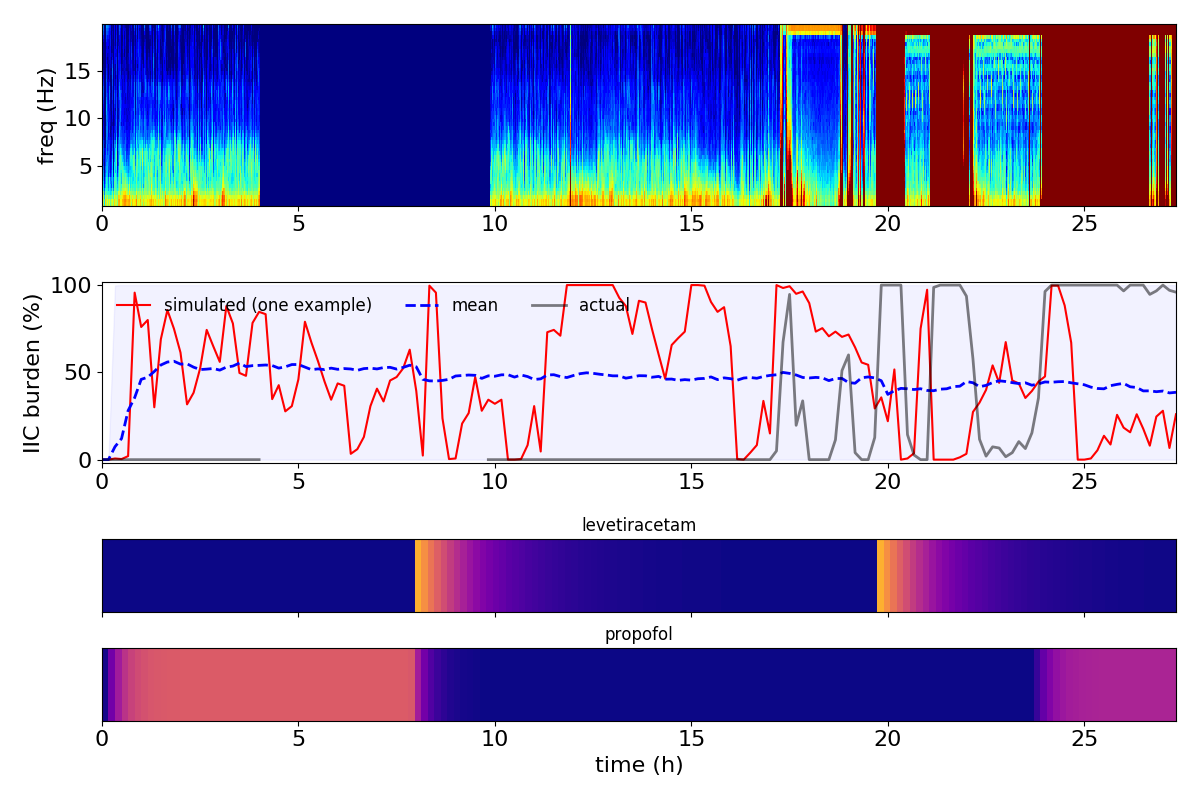 freq (Hz)
15
10
5
0 5 10 15 20 25
IIC burden (%)
100
50
0
simulated (one example) mean actual
0 5 10 15 20 25
levetiracetam
propofol
0 5 10 15 20 25
time (h)